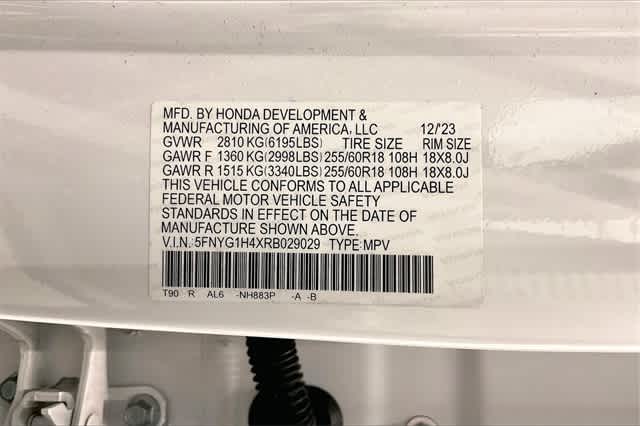 MFD. BY HONDA DEVELOPMENT &
MANUFACTURING OF AMERICA, LLC 12/'23
GVWR 2810 KG(6195LBS) TIRE SIZE RIM SIZE
GAWR F 1360 KG(2998LBS) 255/60R18 108H 18X8.0J
GAWR R 1515 KG(3340LBS) 255/60R18 108H 18X8.0J
THIS VEHICLE CONFORMS TO ALL APPLICABLE
FEDERAL MOTOR VEHICLE SAFETY
STANDARDS IN EFFECT ON THE DATE OF
MANUFACTURE SHOWN ABOVE.
V.I.N.:5FNYG1H4XRB029029 TYPE:MPV
T90 R AL6 -NH883P -A -B